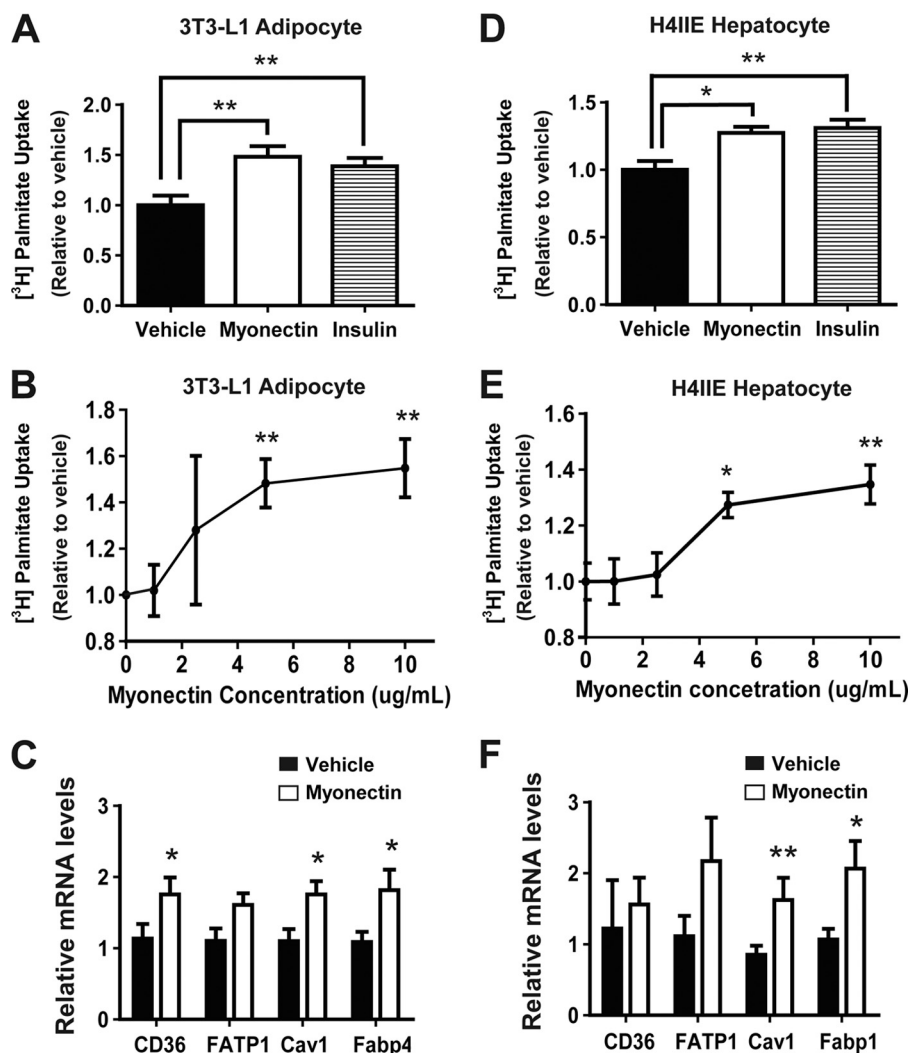 A
3T3-L1 Adipocyte
**
**
[³H] Palmitate Uptake
(Relative to vehicle)
2.0
1.5
1.0
0.5
0.0
Vehicle Myonectin Insulin
D
H4IIE Hepatocyte
**
*
[³H] Palmitate Uptake
(Relative to vehicle)
1.5
1.0
0.5
0.0
Vehicle Myonectin Insulin
B
3T3-L1 Adipocyte
[³H] Palmitate Uptake
(Relative to vehicle)
1.8
1.6
1.4
1.2
1.0
0.8
** **
0 2 4 6 8 10
Myonectin Concentration (ug/mL)
E
H4IIE Hepatocyte
[³H] Palmitate Uptake
(Relative to vehicle)
1.6
1.4
1.2
1.0
0.8
* **
0 2 4 6 8 10
Myonectin concetration (ug/mL)
C
Vehicle
Myonectin
Relative mRNA levels
3
2
1
0
* * *
CD36 FATP1 Cav1 Fabp4
F
Vehicle
Myonectin
Relative mRNA levels
3
2
1
0
** *
CD36 FATP1 Cav1 Fabp1